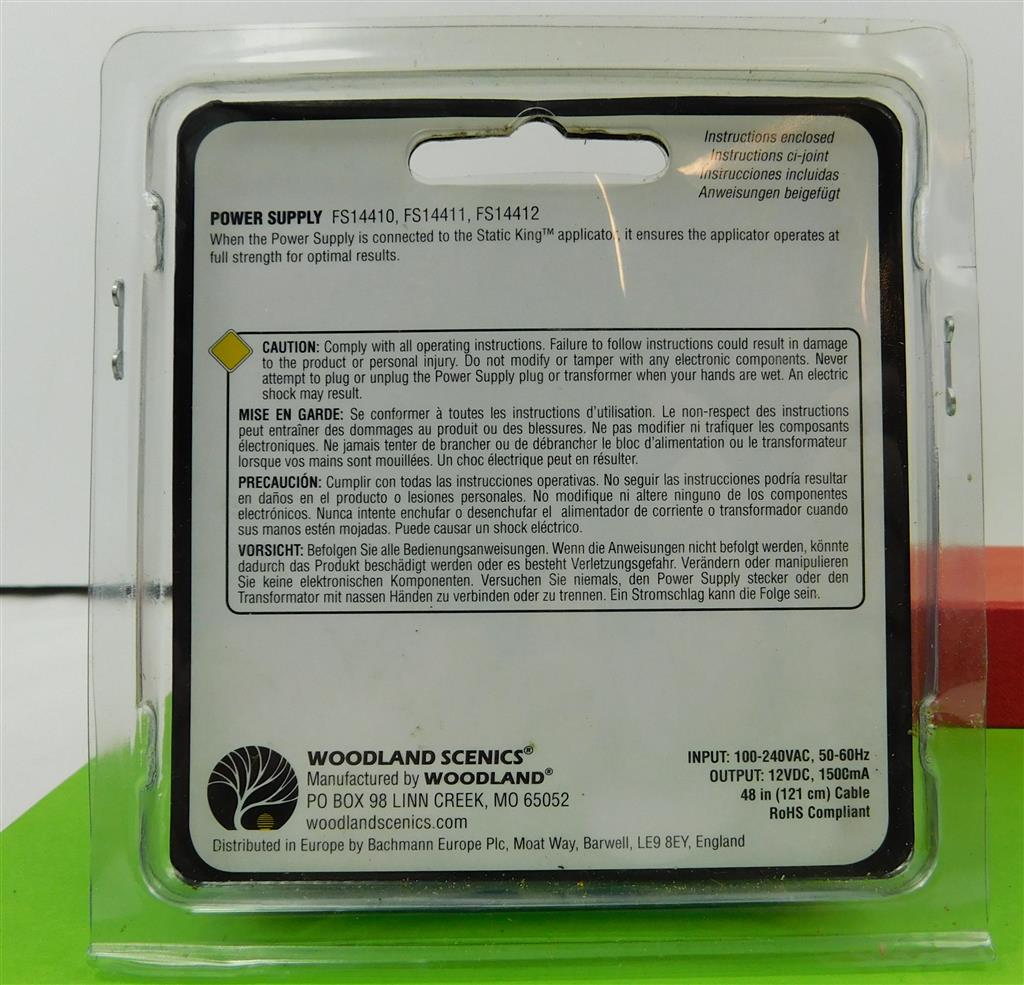 Instructions enclosed
Instructions ci-joint
Instrucciones incluidas
Anweisungen beigefügt
POWER SUPPLY FS14410, FS14411, FS14412
When the Power Supply is connected to the Static King™ applicator, it ensures the applicator operates at
full strength for optimal results.
CAUTION: Comply with all operating instructions. Failure to follow instructions could result in damage
to the product or personal injury. Do not modify or tamper with any electronic components. Never
attempt to plug or unplug the Power Supply plug or transformer when your hands are wet. An electric
shock may result.
MISE EN GARDE: Se conformer à toutes les instructions d'utilisation. Le non-respect des instructions
peut entraîner des dommages au produit ou des blessures. Ne pas modifier ni trafiquer les composants
électroniques. Ne jamais tenter de brancher ou de débrancher le bloc d'alimentation ou le transformateur
lorsque vos mains sont mouillées. Un choc électrique peut en résulter.
PRECAUCIÓN: Cumplir con todas las instrucciones operativas. No seguir las instrucciones podría resultar
en daños en el producto o lesiones personales. No modifique ni altere ninguno de los componentes
electrónicos. Nunca intente enchufar o desenchufar el alimentador de corriente o transformador cuando
sus manos estén mojadas. Puede causar un shock eléctrico.
VORSICHT: Befolgen Sie alle Bedienungsanweisungen. Wenn die Anweisungen nicht befolgt werden, könnte
dadurch das Produkt beschädigt werden oder es besteht Verletzungsgefahr. Verändern oder manipulieren
Sie keine elektronischen Komponenten. Versuchen Sie niemals, den Power Supply stecker oder den
Transformator mit nassen Händen zu verbinden oder zu trennen. Ein Stromschlag kann die Folge sein.
WOODLAND SCENICS®
Manufactured by WOODLAND®
PO BOX 98 LINN CREEK, MO 65052
woodlandscenics.com
Distributed in Europe by Bachmann Europe Plc, Moat Way, Barwell, LE9 8EY, England
INPUT: 100-240VAC, 50-60Hz
OUTPUT: 12VDC, 1500mA
48 in (121 cm) Cable
RoHS Compliant